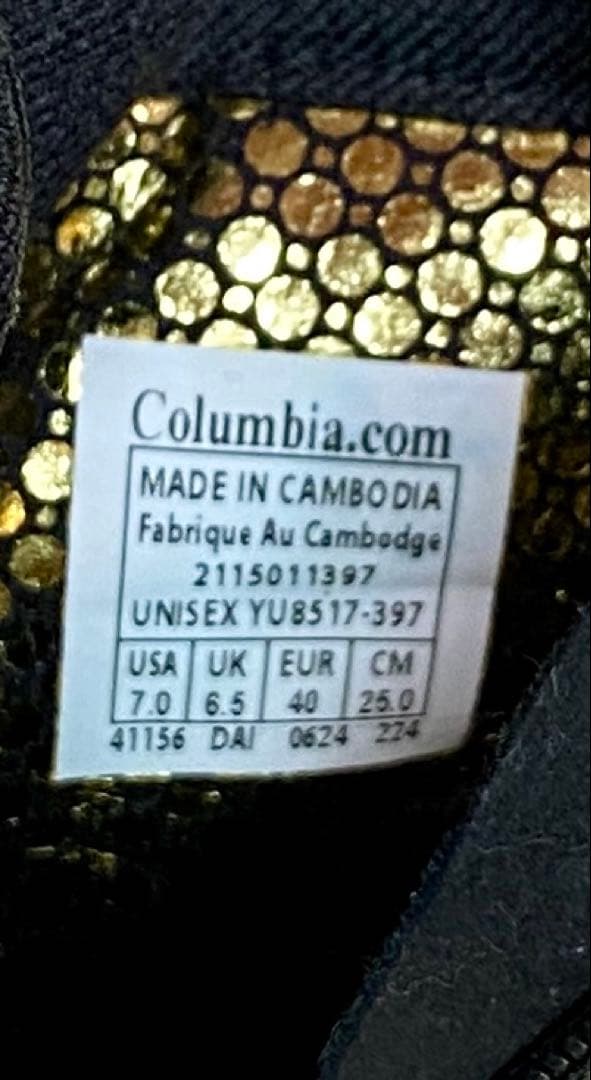 Columbia.com
MADE IN CAMBODIA
Fabrique Au Cambodge
2115011397
UNISEX YU8517-397
USA UK EUR CM
7.0 6.5 40 25.0
41156 DAI 0624 224